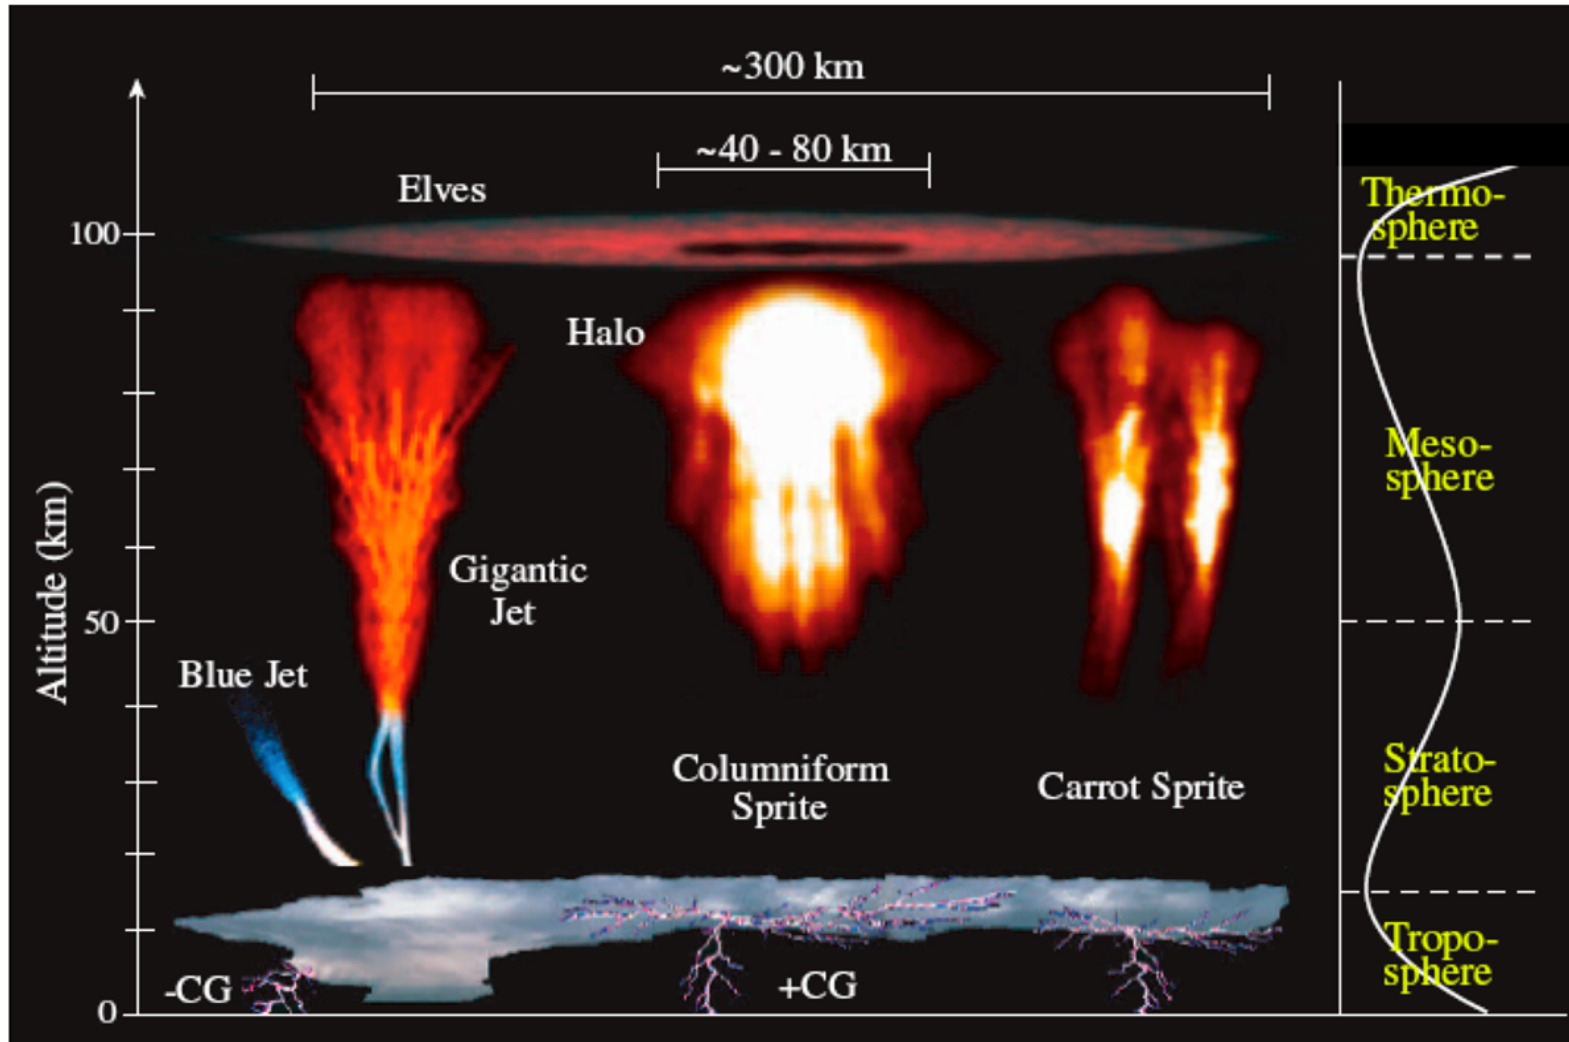 ~300 km
~40 - 80 km
Elves
100
Halo
Gigantic
Jet
50
Blue Jet
Altitude (km)
Columniform
Sprite
Carrot Sprite
-CG
+CG
0
Thermo-
sphere
Meso-
sphere
Strato-
sphere
Tropo-
sphere